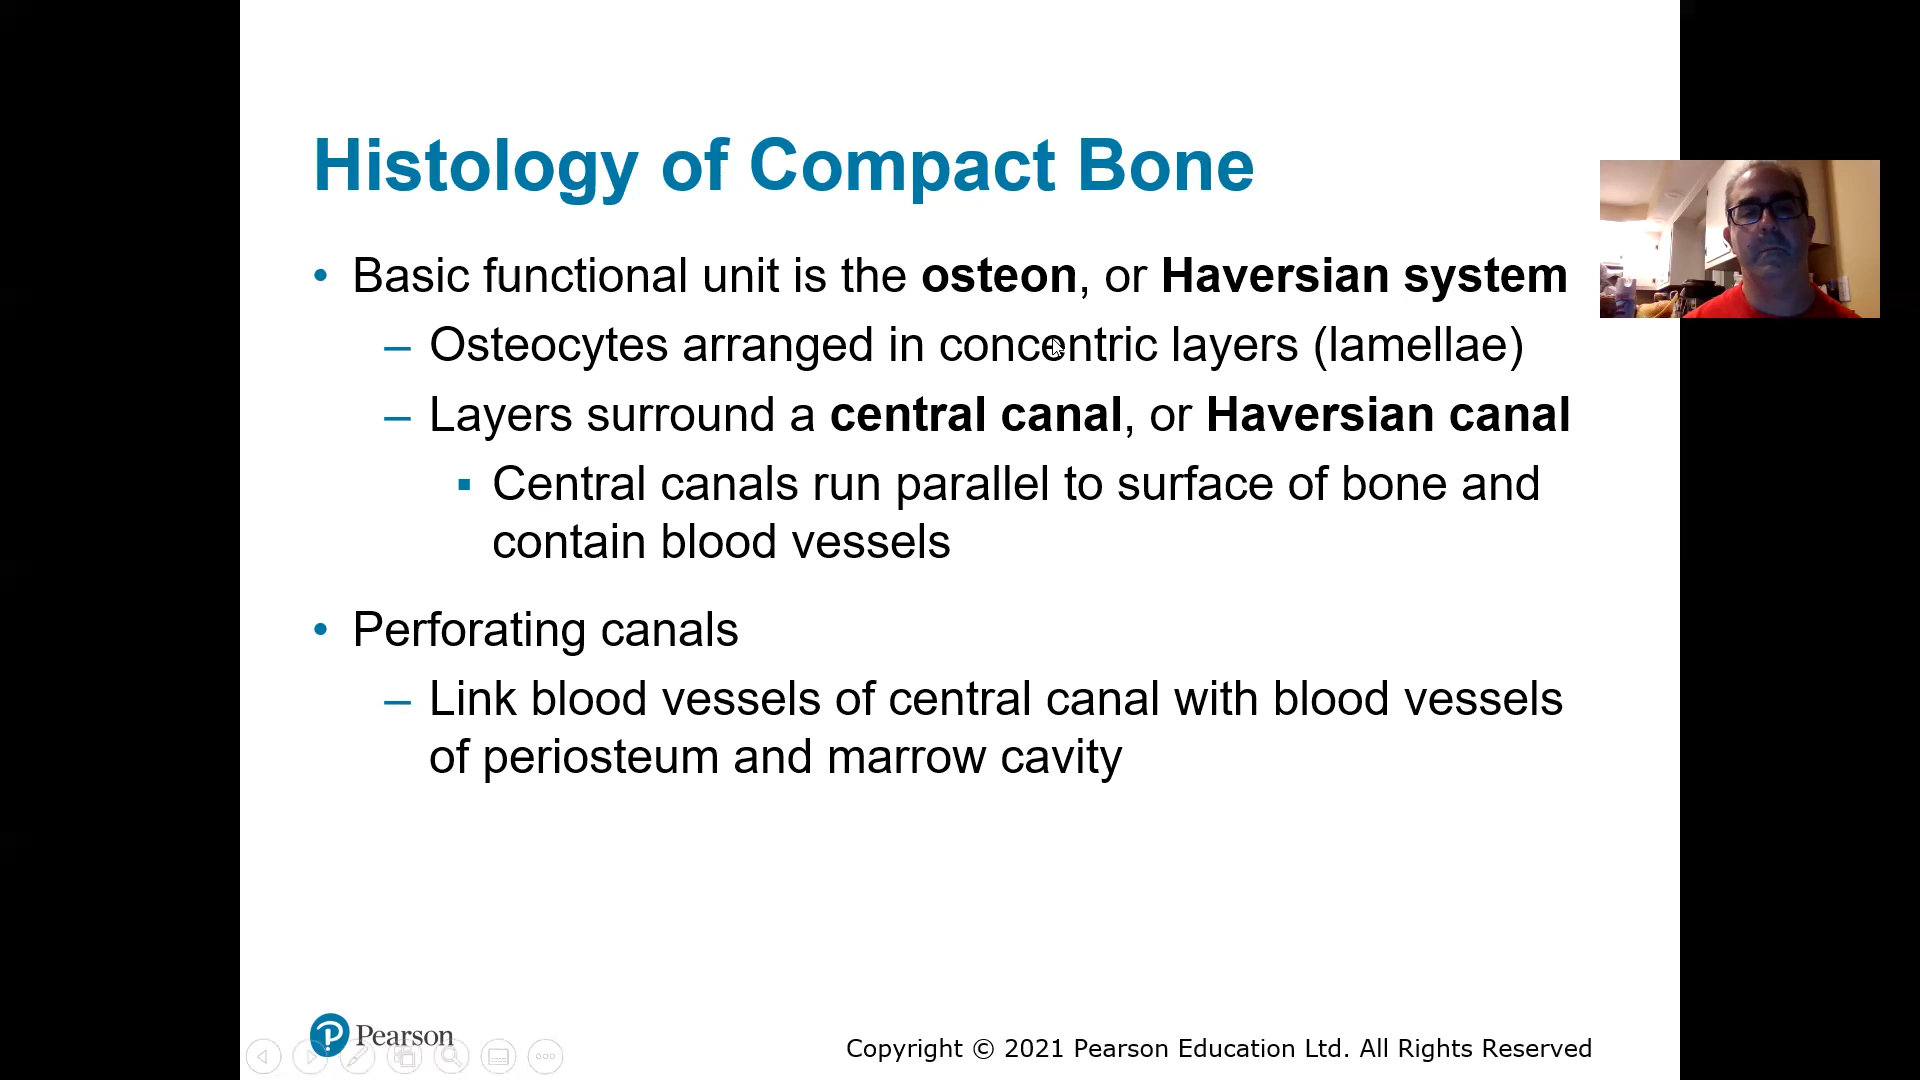 Histology of Compact Bone
• Basic functional unit is the osteon, or Haversian system
– Osteocytes arranged in concentric layers (lamellae)
– Layers surround a central canal, or Haversian canal
▪ Central canals run parallel to surface of bone and
contain blood vessels
• Perforating canals
– Link blood vessels of central canal with blood vessels
of periosteum and marrow cavity
Pearson
Copyright © 2021 Pearson Education Ltd. All Rights Reserved